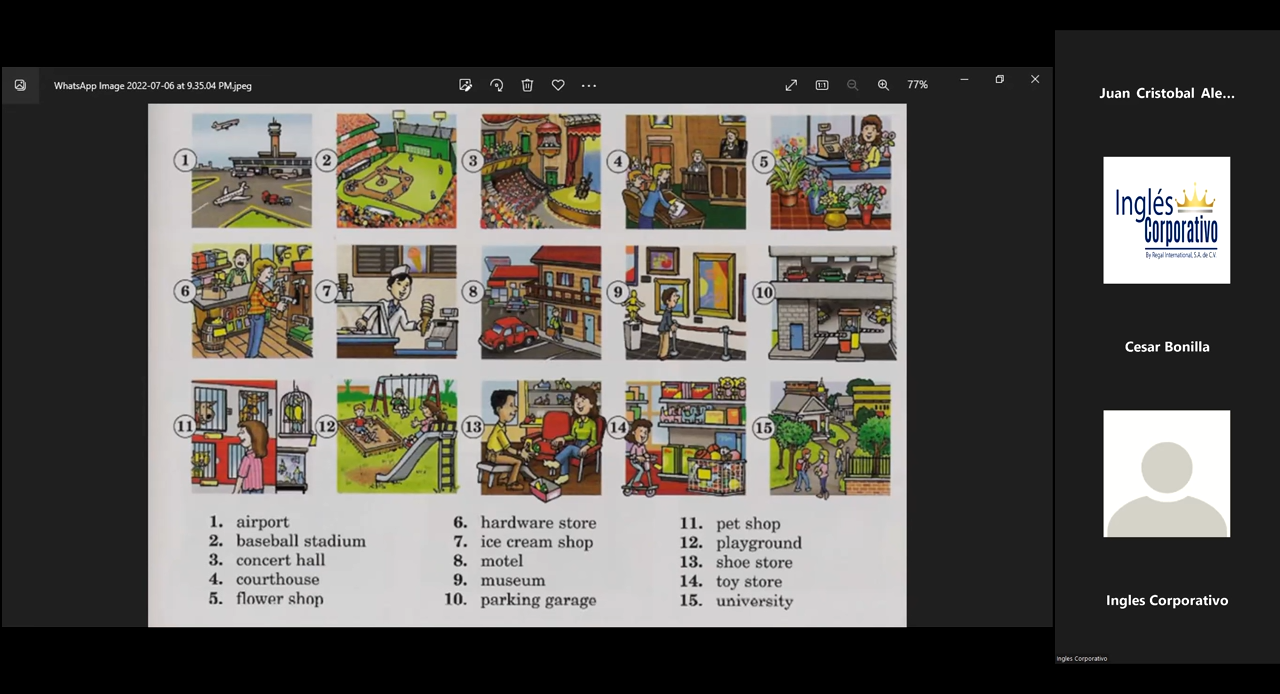 WhatsApp Image 2022-07-06 at 9.35.04 PM.jpeg
77%
1
2
3
4
5
6
7
8
9
10
11
12
13
14
15
1. airport
2. baseball stadium
3. concert hall
4. courthouse
5. flower shop
6. hardware store
7. ice cream shop
8. motel
9. museum
10. parking garage
11. pet shop
12. playground
13. shoe store
14. toy store
15. university
Juan Cristobal Ale...
Inglés
Corporativo
By Regal International, S.A. de C.V.
Cesar Bonilla
Ingles Corporativo
Ingles Corporativo